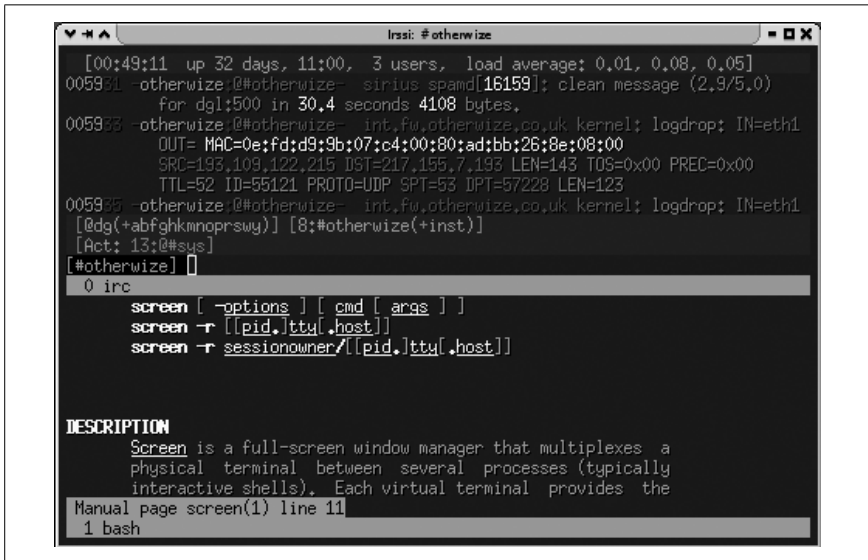 Irssi: #otherwize
[00:49:11 up 32 days, 11:00, 3 users, load average: 0.01, 0.08, 0.05]
005931 -otherwize:@#otherwize- sirius spamd[16159]: clean message (2.9/5.0)
for dgl:500 in 30.4 seconds 4108 bytes.
005933 -otherwize:@#otherwize- int.fw.otherwize.co.uk kernel: logdrop: IN=eth1
OUT= MAC=0e:fd:d9:9b:07:c4:00:80:ad:bb:26:8e:08:00
SRC=193.109.122.215 DST=217.155.7.193 LEN=143 TOS=0x00 PREC=0x00
TTL=52 ID=55121 PROTO=UDP SPT=53 DPT=57228 LEN=123
005935 -otherwize:@#otherwize- int.fw.otherwize.co.uk kernel: logdrop: IN=eth1
[@dg(+abfghkmnoprswy)] [8:#otherwize(+inst)]
[Act: 13:@#sys]
[#otherwize]
0 irc
screen [ -options ] [ cmd [ args ] ]
screen -r [[pid.]tty[.host]]
screen -r sessionowner/[[pid.]tty[.host]]
DESCRIPTION
Screen is a full-screen window manager that multiplexes a
physical terminal between several processes (typically
interactive shells). Each virtual terminal provides the
Manual page screen(1) line 11
1 bash